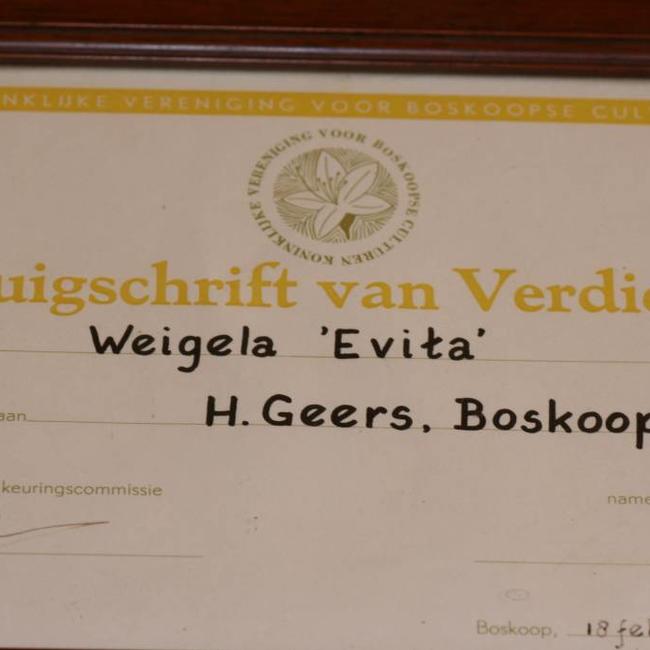 NKLIJKE VERENIGING VOOR BOSKOOPSE CUL
KONINKLIJKE VERENIGING VOOR BOSKOOPSE CULTUREN
uigschrift van Verdie
Weigela 'Evita'
aan H. Geers, Boskoop
keuringscommissie
name
Boskoop, 18 feb